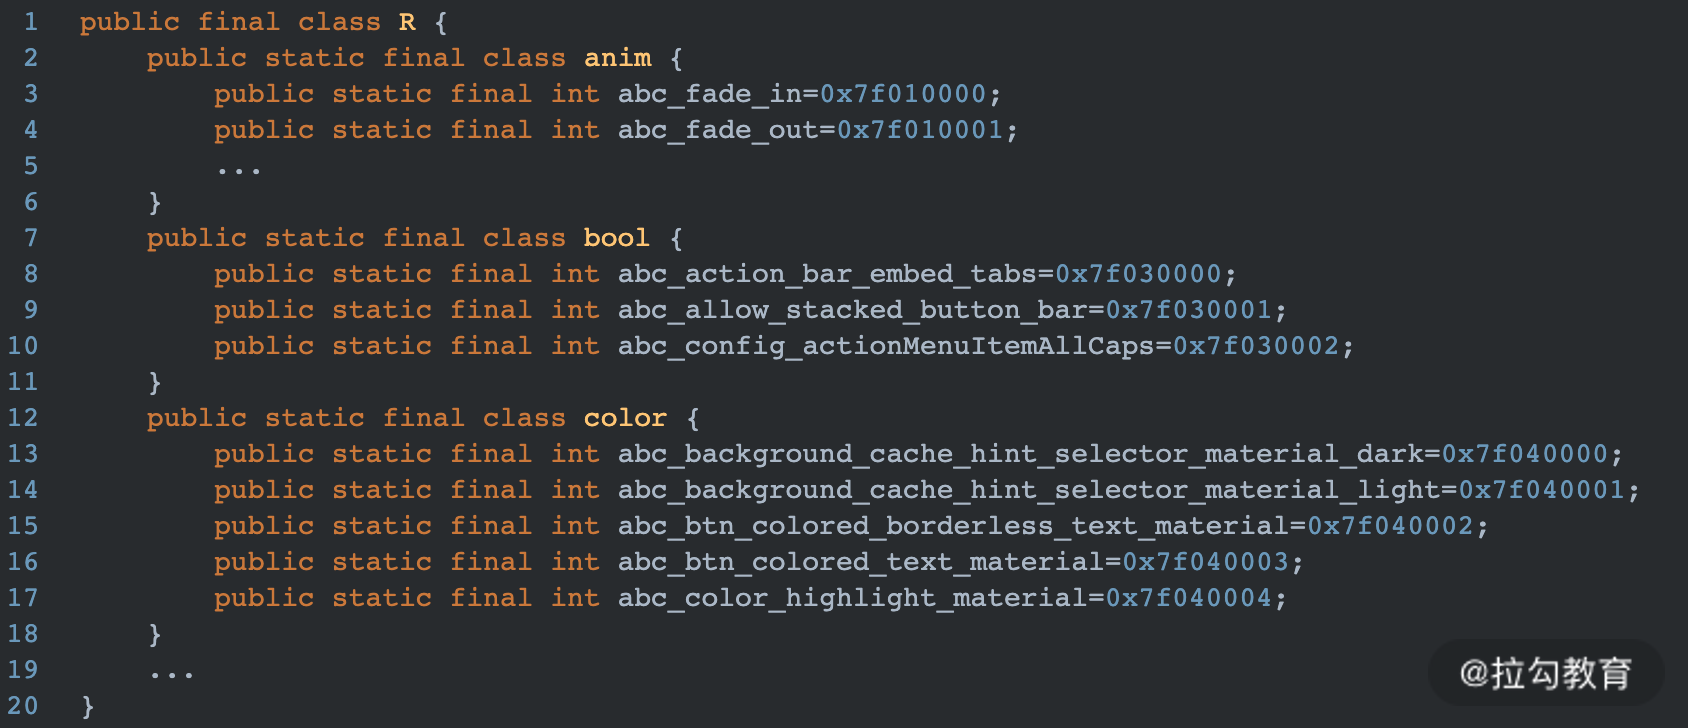 1 public final class R {
2     public static final class anim {
3         public static final int abc_fade_in=0x7f010000;
4         public static final int abc_fade_out=0x7f010001;
5         ...
6     }
7     public static final class bool {
8         public static final int abc_action_bar_embed_tabs=0x7f030000;
9         public static final int abc_allow_stacked_button_bar=0x7f030001;
10         public static final int abc_config_actionMenuItemAllCaps=0x7f030002;
11     }
12     public static final class color {
13         public static final int abc_background_cache_hint_selector_material_dark=0x7f040000;
14         public static final int abc_background_cache_hint_selector_material_light=0x7f040001;
15         public static final int abc_btn_colored_borderless_text_material=0x7f040002;
16         public static final int abc_btn_colored_text_material=0x7f040003;
17         public static final int abc_color_highlight_material=0x7f040004;
18     }
19     ...
20 }
@拉勾教育